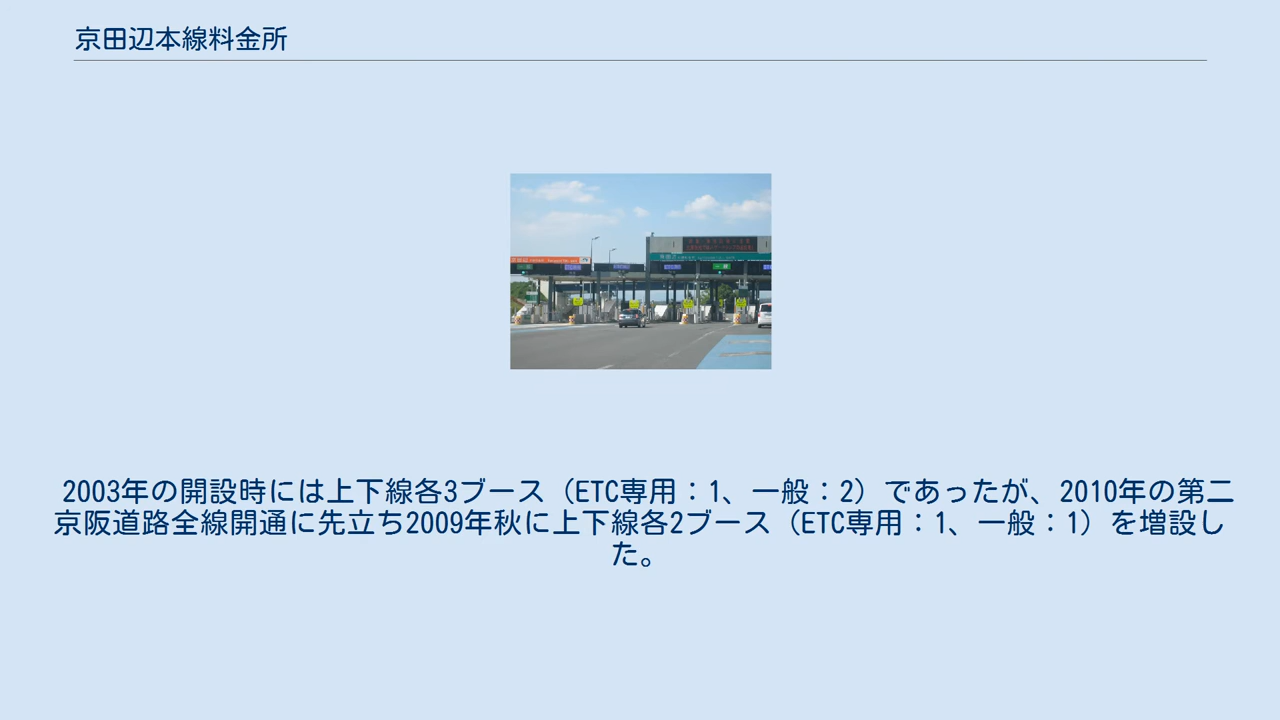 京田辺本線料金所
2003年の開設時には上下線各3ブース（ETC専用：1、一般：2）であったが、2010年の第二
京阪道路全線開通に先立ち2009年秋に上下線各2ブース（ETC専用：1、一般：1）を増設し
た。